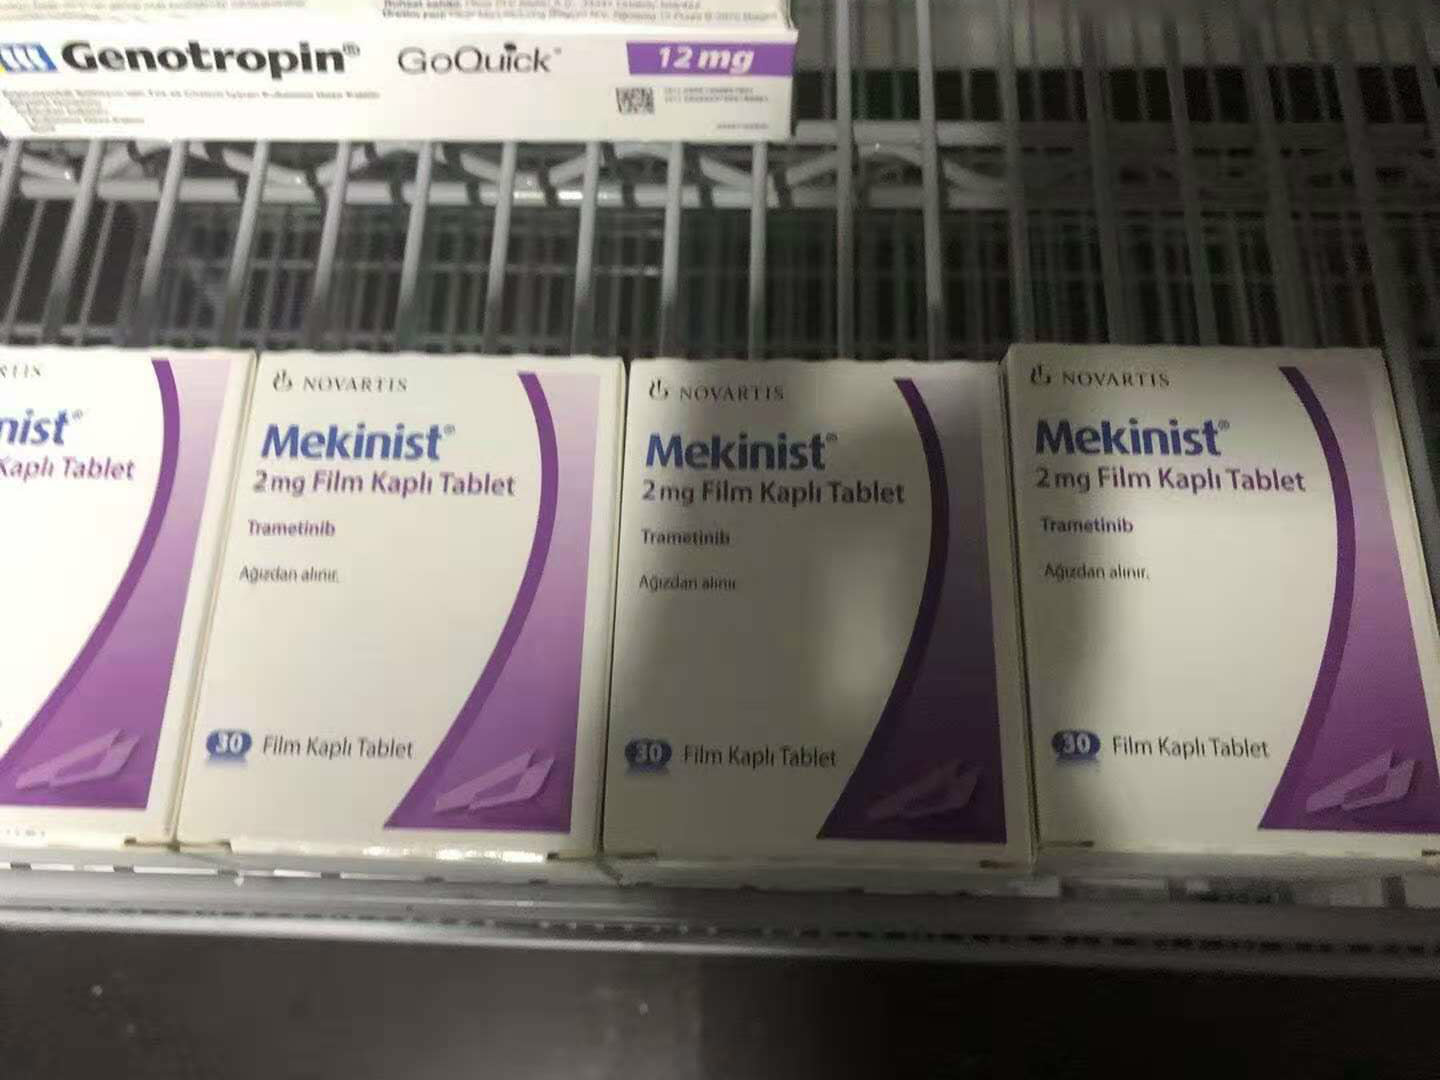 Genotropin® GoQuick® 12 mg
NOVARTIS
Mekinist®
2 mg Film Kaplı Tablet
Trametinib
Ağızdan alınır.
30 Film Kaplı Tablet
NOVARTIS
Mekinist®
2 mg Film Kaplı Tablet
Trametinib
Ağızdan alınır.
30 Film Kaplı Tablet
NOVARTIS
Mekinist®
2 mg Film Kaplı Tablet
Trametinib
Ağızdan alınır.
30 Film Kaplı Tablet
nist®
Kaplı Tablet